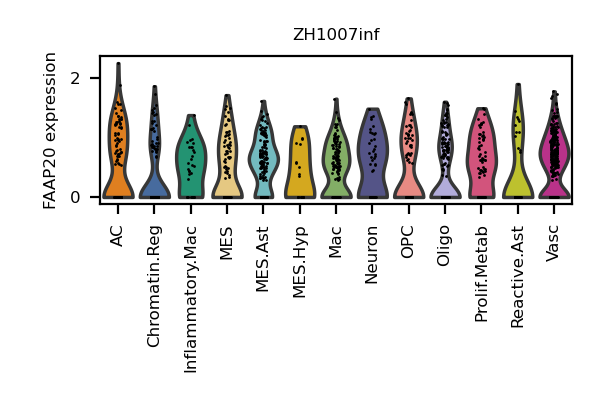 ZH1007inf
FAAP20 expression
2
0
AC
Chromatin.Reg
Inflammatory.Mac
MES
MES.Ast
MES.Hyp
Mac
Neuron
OPC
Oligo
Prolif.Metab
Reactive.Ast
Vasc